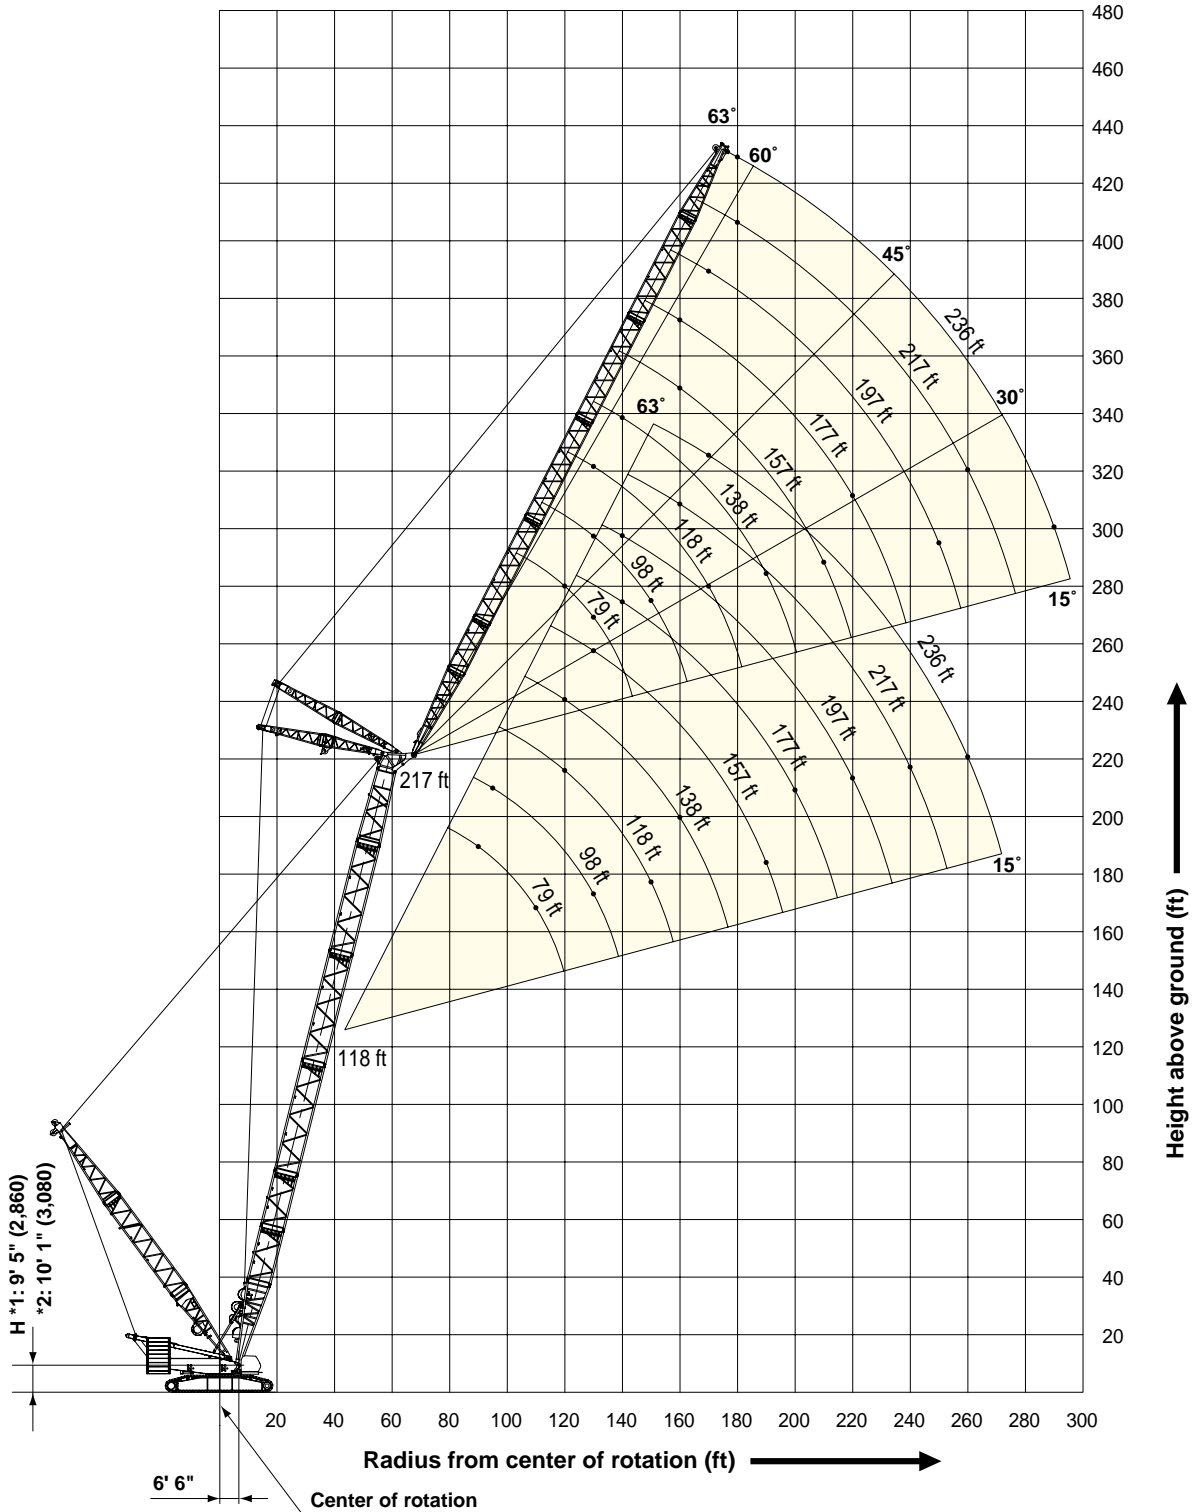 480
460
440
420
400
380
360
340
320
300
280
260
240
220
200
180
160
140
120
100
80
60
40
20
63°
60°
45°
30°
15°
236 ft
217 ft
197 ft
177 ft
157 ft
138 ft
118 ft
98 ft
79 ft
217 ft
63°
236 ft
217 ft
197 ft
177 ft
157 ft
138 ft
118 ft
98 ft
79 ft
15°
118 ft
Height above ground (ft)
H *1: 9' 5" (2,860)
*2: 10' 1" (3,080)
20 40 60 80 100 120 140 160 180 200 220 240 260 280 300
Radius from center of rotation (ft)
6' 6"
Center of rotation